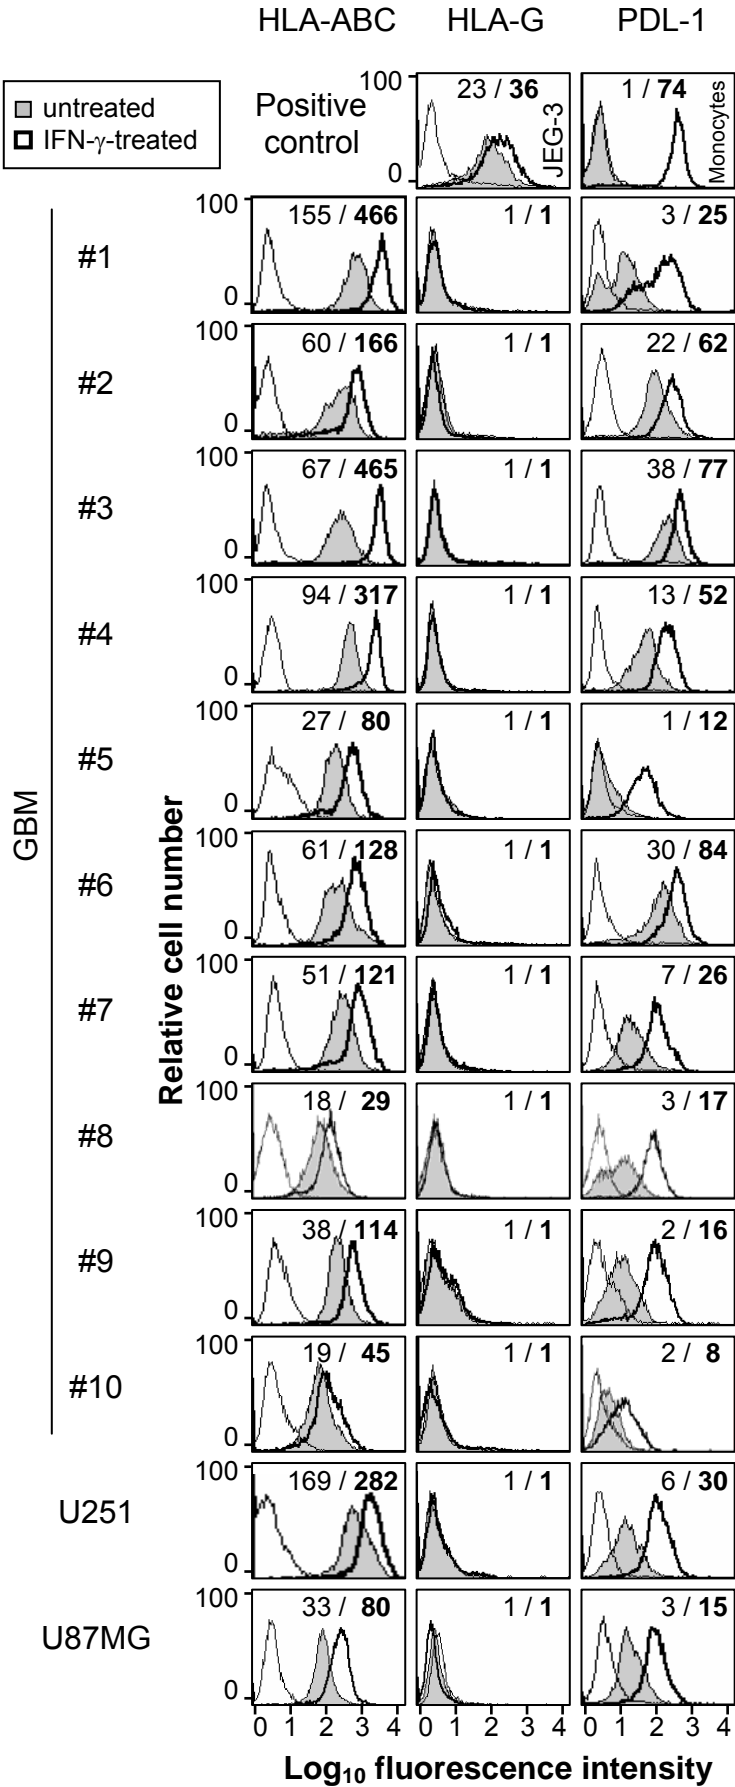 HLA-ABC HLA-G PDL-1
untreated
IFN-γ-treated
Positive
control
100
0
23 / 36
JEG-3
1 / 74
Monocytes
GBM
Relative cell number
#1
100
0
155 / 466
1 / 1
3 / 25
#2
100
0
60 / 166
1 / 1
22 / 62
#3
100
0
67 / 465
1 / 1
38 / 77
#4
100
0
94 / 317
1 / 1
13 / 52
#5
100
0
27 / 80
1 / 1
1 / 12
#6
100
0
61 / 128
1 / 1
30 / 84
#7
100
0
51 / 121
1 / 1
7 / 26
#8
100
0
18 / 29
1 / 1
3 / 17
#9
100
0
38 / 114
1 / 1
2 / 16
#10
100
0
19 / 45
1 / 1
2 / 8
U251
100
0
169 / 282
1 / 1
6 / 30
U87MG
100
0
33 / 80
1 / 1
3 / 15
0 1 2 3 4 0 1 2 3 4 0 1 2 3 4
Log10 fluorescence intensity